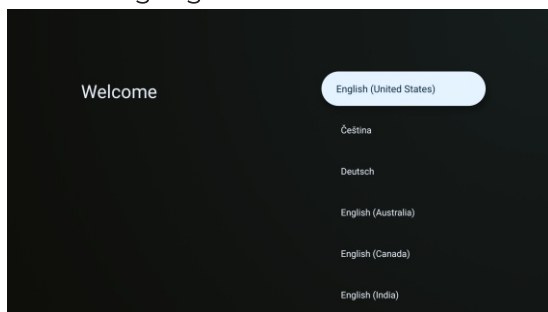 Welcome
English (United States)
Čeština
Deutsch
English (Australia)
English (Canada)
English (India)